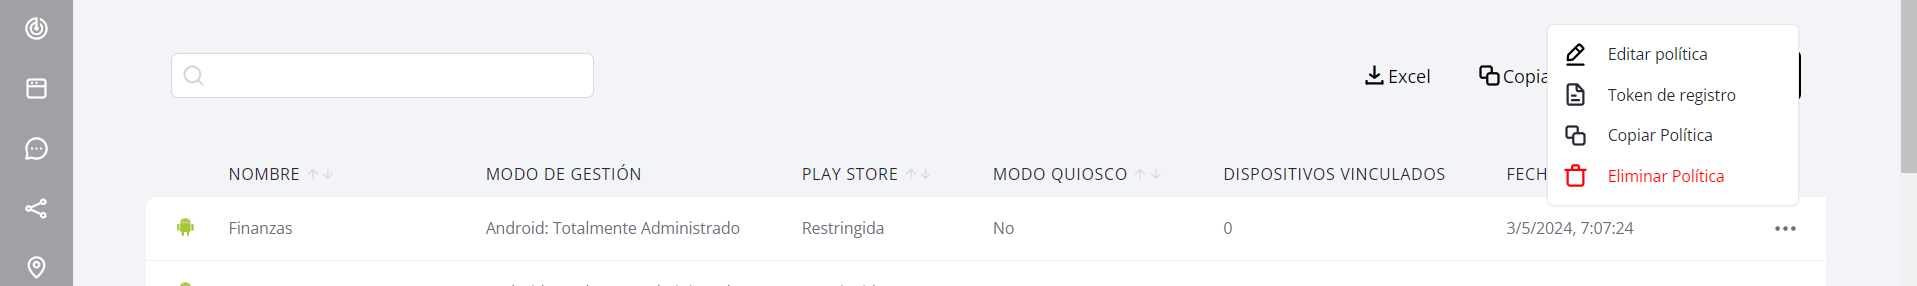 Excel
Copia
Editar política
Token de registro
Copiar Política
Eliminar Política
NOMBRE MODO DE GESTIÓN PLAY STORE MODO QUIOSCO DISPOSITIVOS VINCULADOS FECH
Finanzas Android: Totalmente Administrado Restringida No 0 3/5/2024, 7:07:24